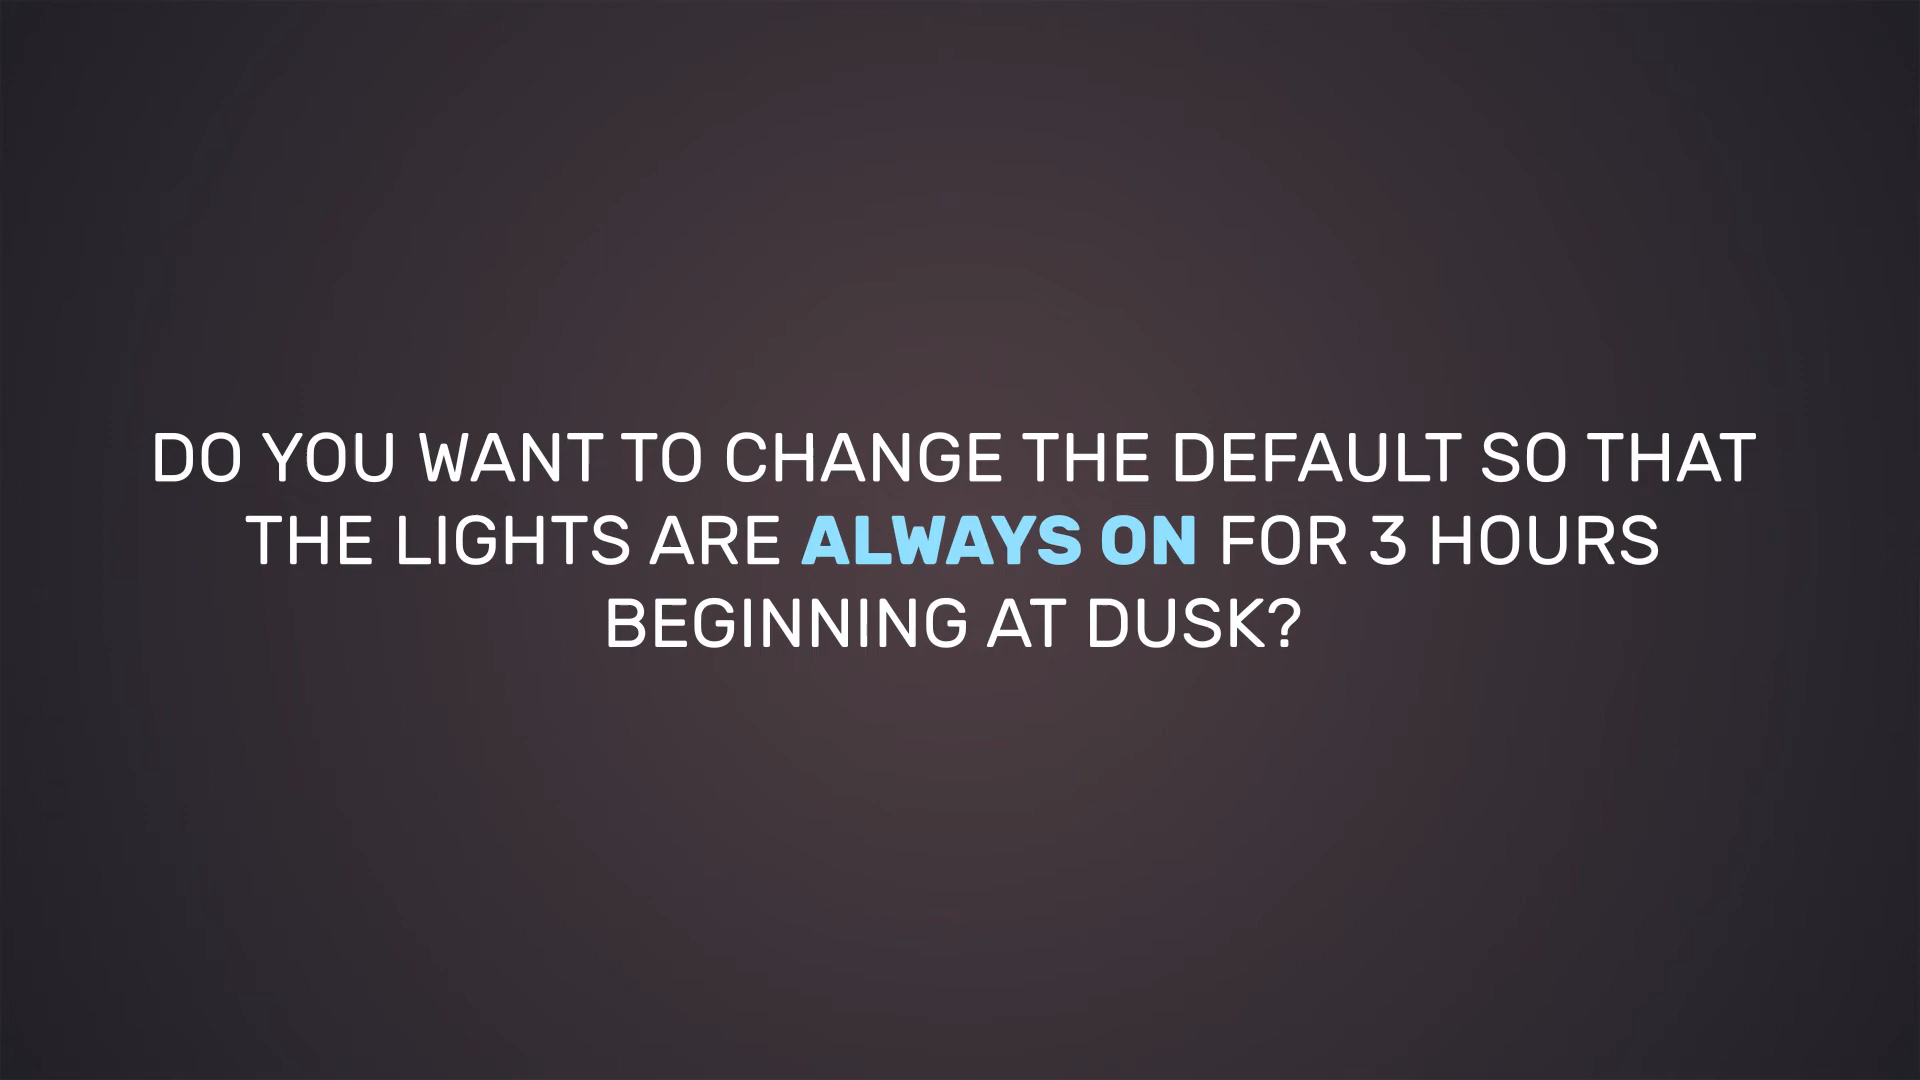 DO YOU WANT TO CHANGE THE DEFAULT SO THAT
THE LIGHTS ARE ALWAYS ON FOR 3 HOURS
BEGINNING AT DUSK?